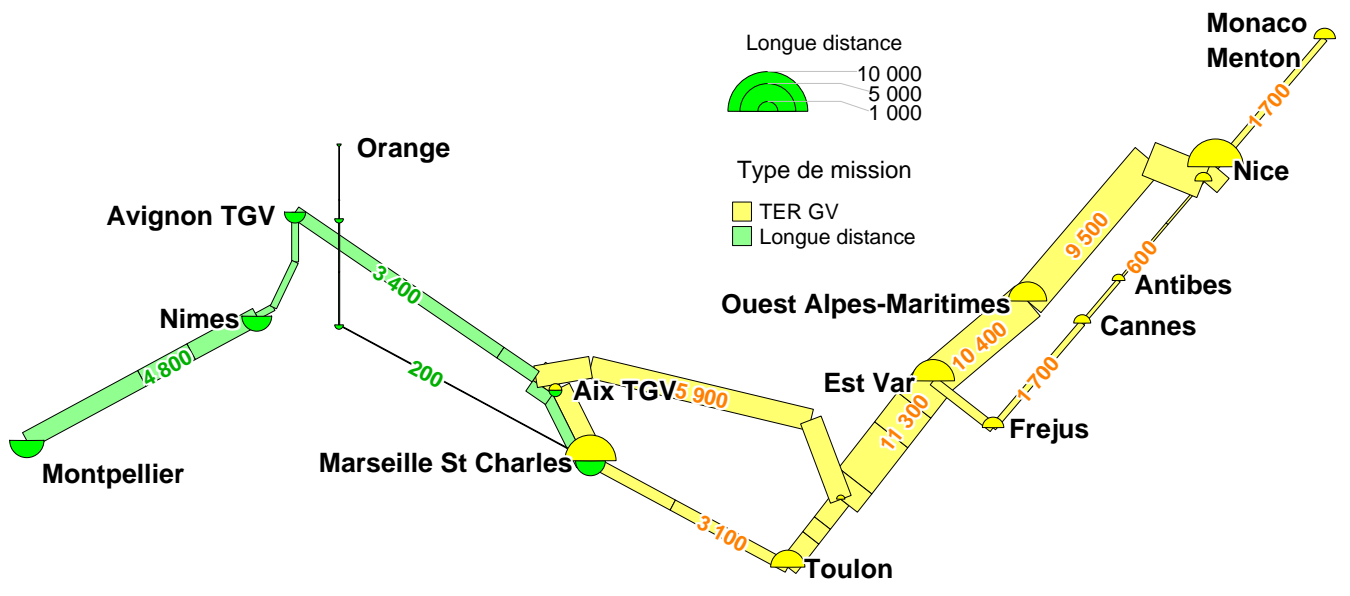 Monaco
Menton
Longue distance
10 000
5 000
1 000
1 700
Orange
Type de mission
Nice
TER GV
Longue distance
Avignon TGV
9 500
600
3 400
Antibes
Ouest Alpes-Maritimes
Nimes
Cannes
10 400
4 800
200
Est Var
1 700
Aix TGV
5 900
11 300
Frejus
Marseille St Charles
Montpellier
3 100
Toulon